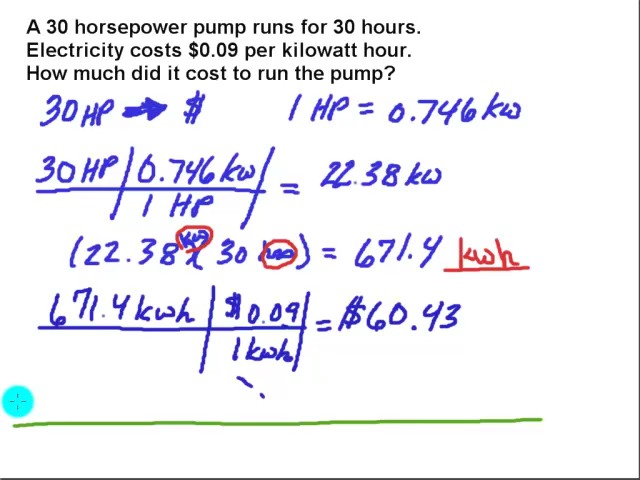 A 30 horsepower pump runs for 30 hours.
Electricity costs $0.09 per kilowatt hour.
How much did it cost to run the pump?
30 HP → $ 1 HP = 0.746 kw
30 HP | 0.746 kw | = 22.38 kw
1 HP
(22.38 kw)(30 ) = 671.4 kwh
671.4 kwh | $0.09 | = $60.43
1 kwh